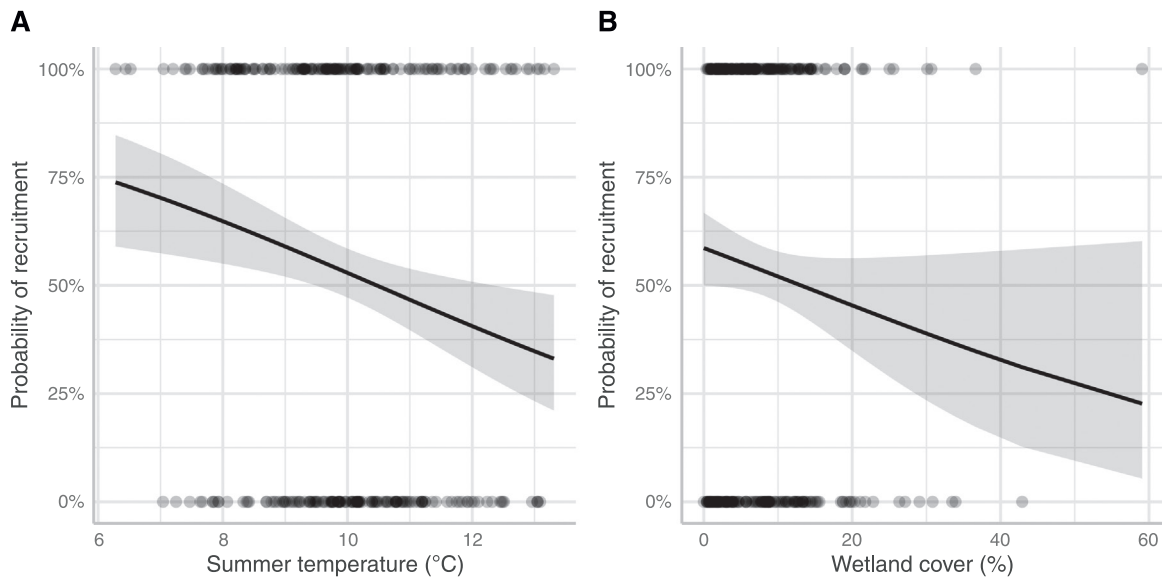 A
Probability of recruitment
100%
75%
50%
25%
0%
6 8 10 12
Summer temperature (°C)
B
Probability of recruitment
100%
75%
50%
25%
0%
0 20 40 60
Wetland cover (%)